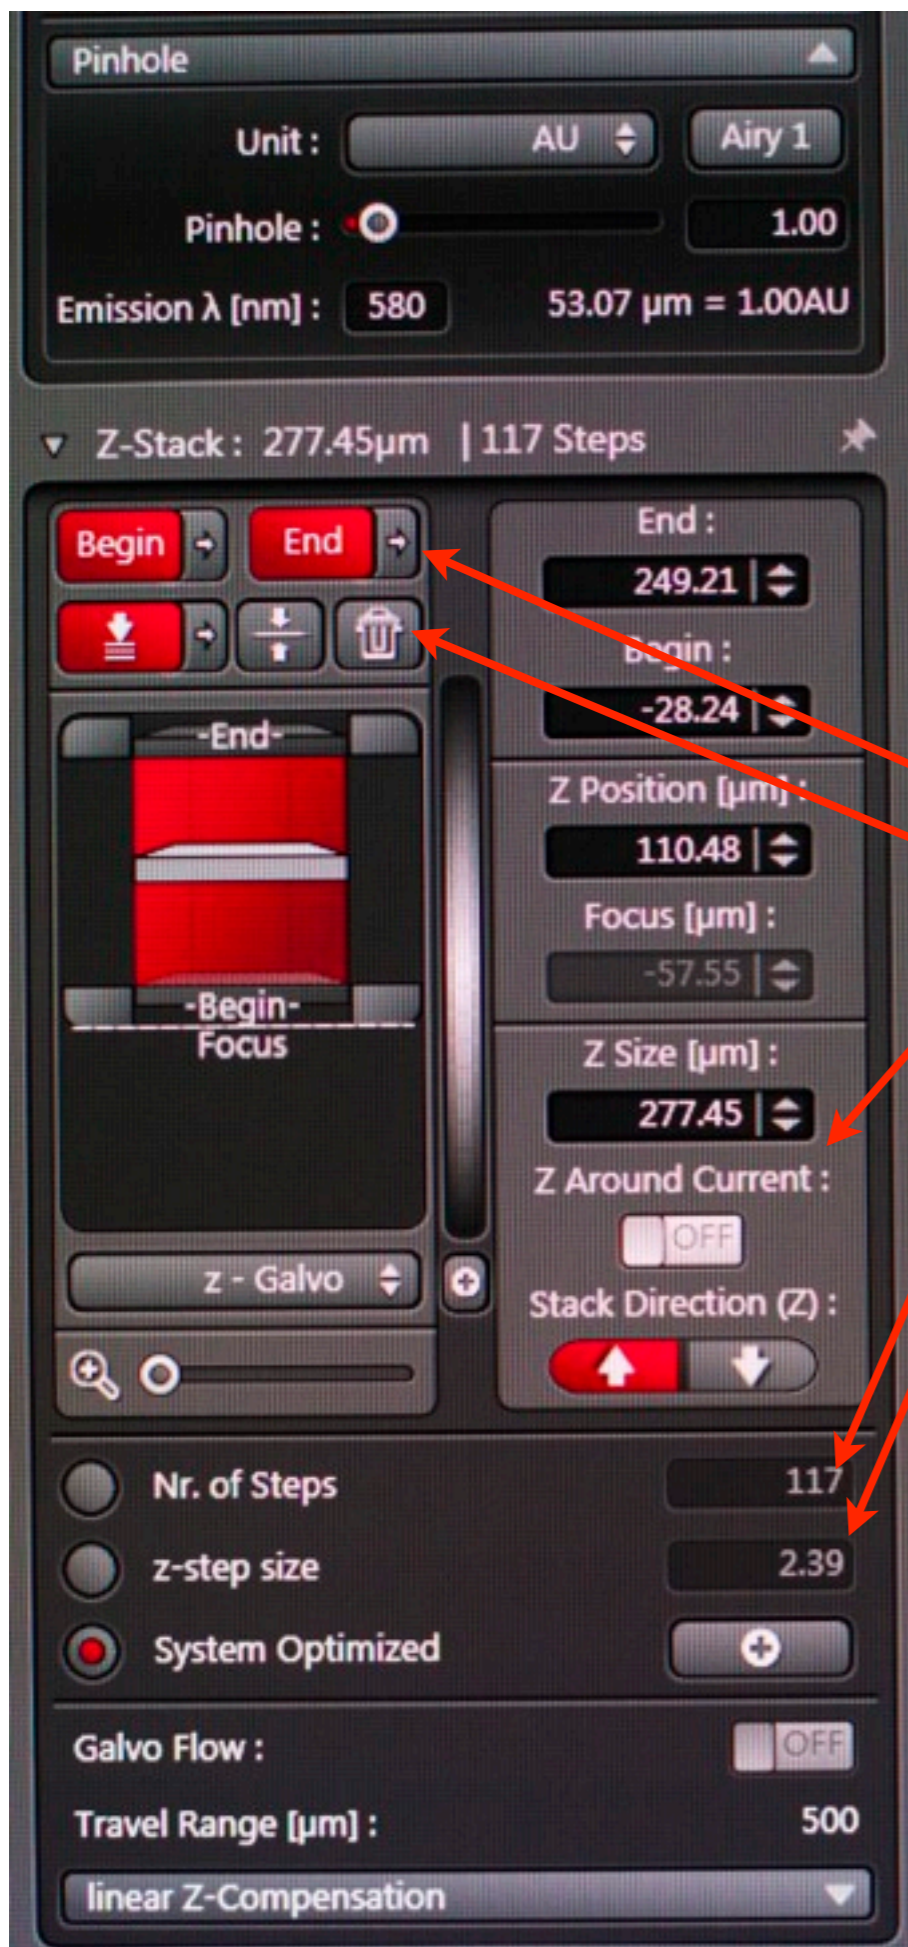 Pinhole
Unit : AU Airy 1
Pinhole : 1.00
Emission λ [nm] : 580 53.07 µm = 1.00AU
Z-Stack : 277.45µm | 117 Steps
Begin End
End :
249.21
Begin :
-28.24
-End-
Z Position [µm] :
110.48
Focus [µm] :
-57.55
-Begin-
Focus
Z Size [µm] :
277.45
Z Around Current :
OFF
z - Galvo
Stack Direction (Z) :
Nr. of Steps 117
z-step size 2.39
System Optimized
Galvo Flow : OFF
Travel Range [µm] : 500
linear Z-Compensation